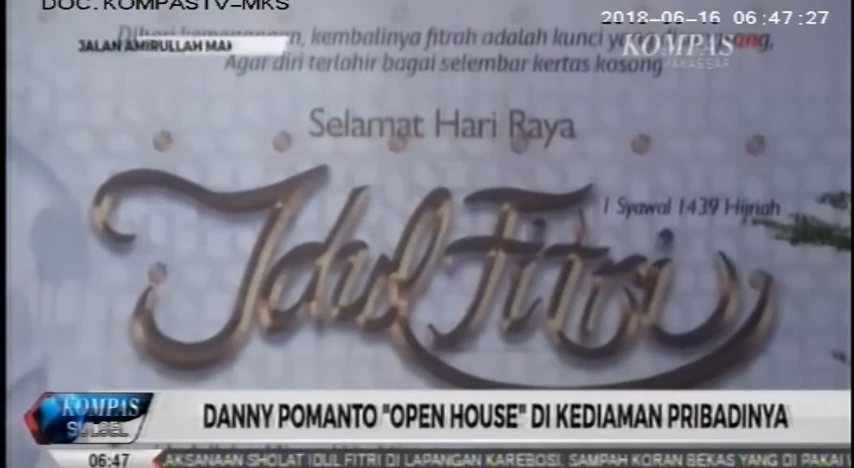 DOC. KOMPASTV-MKS
2018-06-16 06:47:27
JALAN AMIRULLAH
KOMPAS
MAKASSAR
kembalinya fitrah adalah kunci
Agar diri terlahir bagai selembar kertas kosong
Selamat Hari Raya
Idul Fitri
1 Syawal 1439 Hijriah
KOMPAS
SULSEL
DANNY POMANTO "OPEN HOUSE" DI KEDIAMAN PRIBADINYA
06:47
AKSANAAN SHOLAT IDUL FITRI DI LAPANGAN KAREBOSI, SAMPAH KORAN BEKAS YANG DI PAKAI